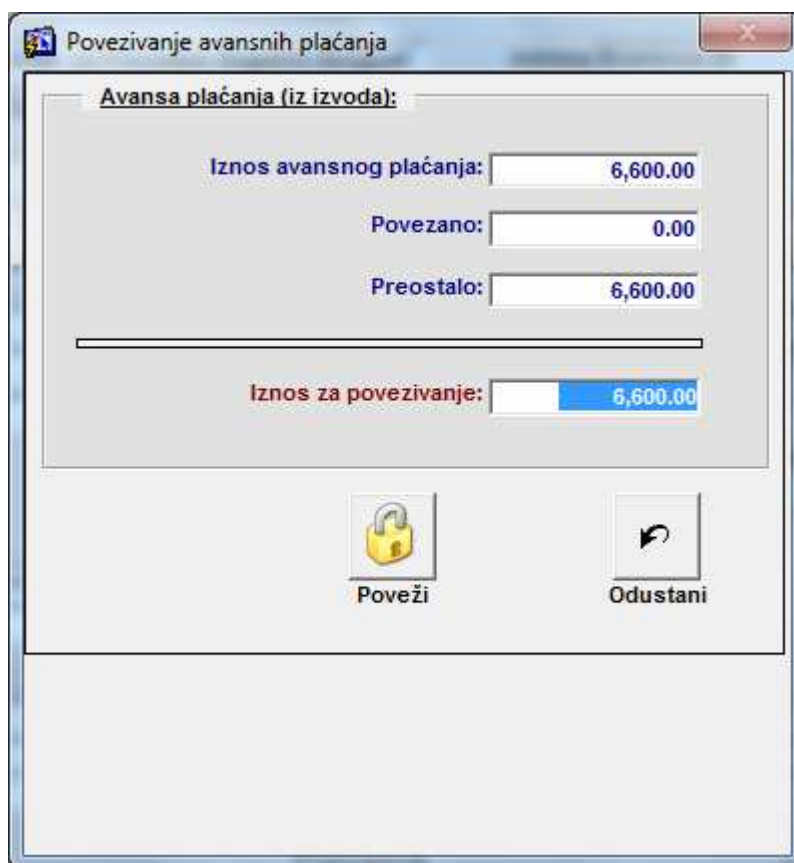 Povezivanje avansnih plaćanja
Avansa plaćanja (iz izvoda):
Iznos avansnog plaćanja: 6,600.00
Povezano: 0.00
Preostalo: 6,600.00
Iznos za povezivanje: 6,600.00
Poveži Odustani